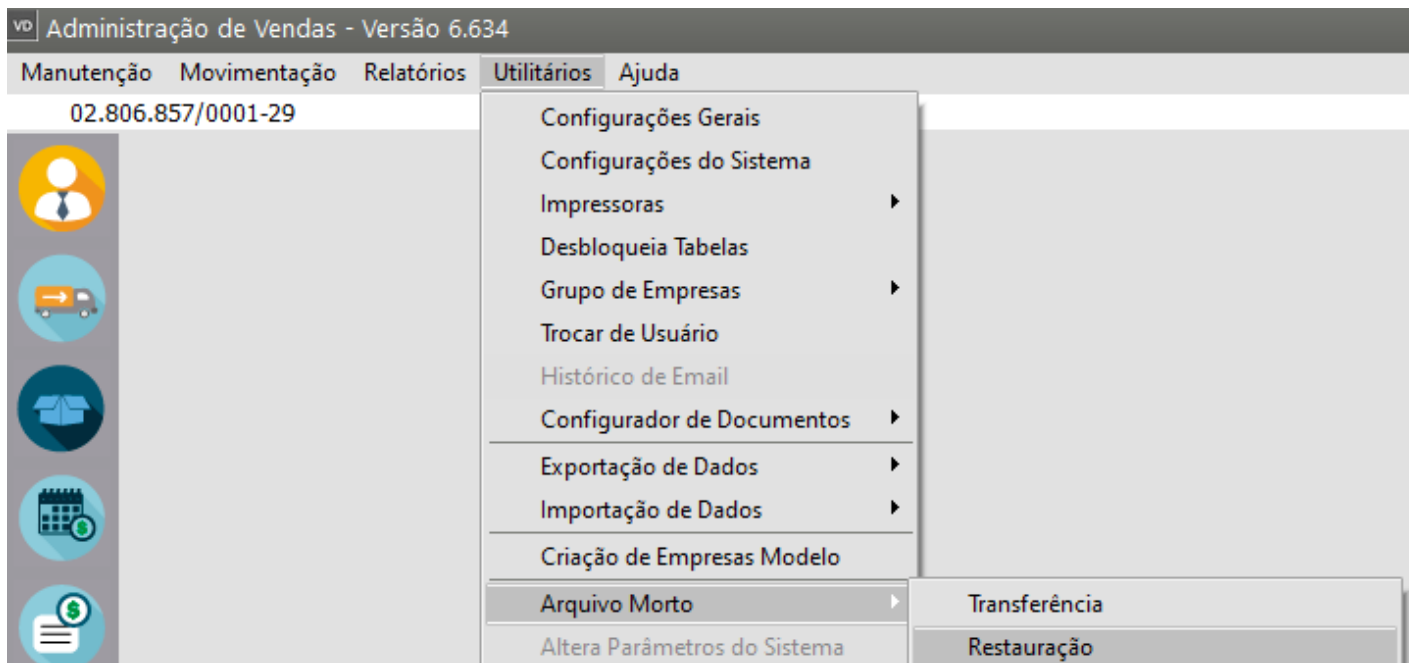 VD Administração de Vendas - Versão 6.634
Manutenção Movimentação Relatórios Utilitários Ajuda
02.806.857/0001-29
Configurações Gerais
Configurações do Sistema
Impressoras
Desbloqueia Tabelas
Grupo de Empresas
Trocar de Usuário
Histórico de Email
Configurador de Documentos
Exportação de Dados
Importação de Dados
Criação de Empresas Modelo
Arquivo Morto
Transferência
Altera Parâmetros do Sistema
Restauração